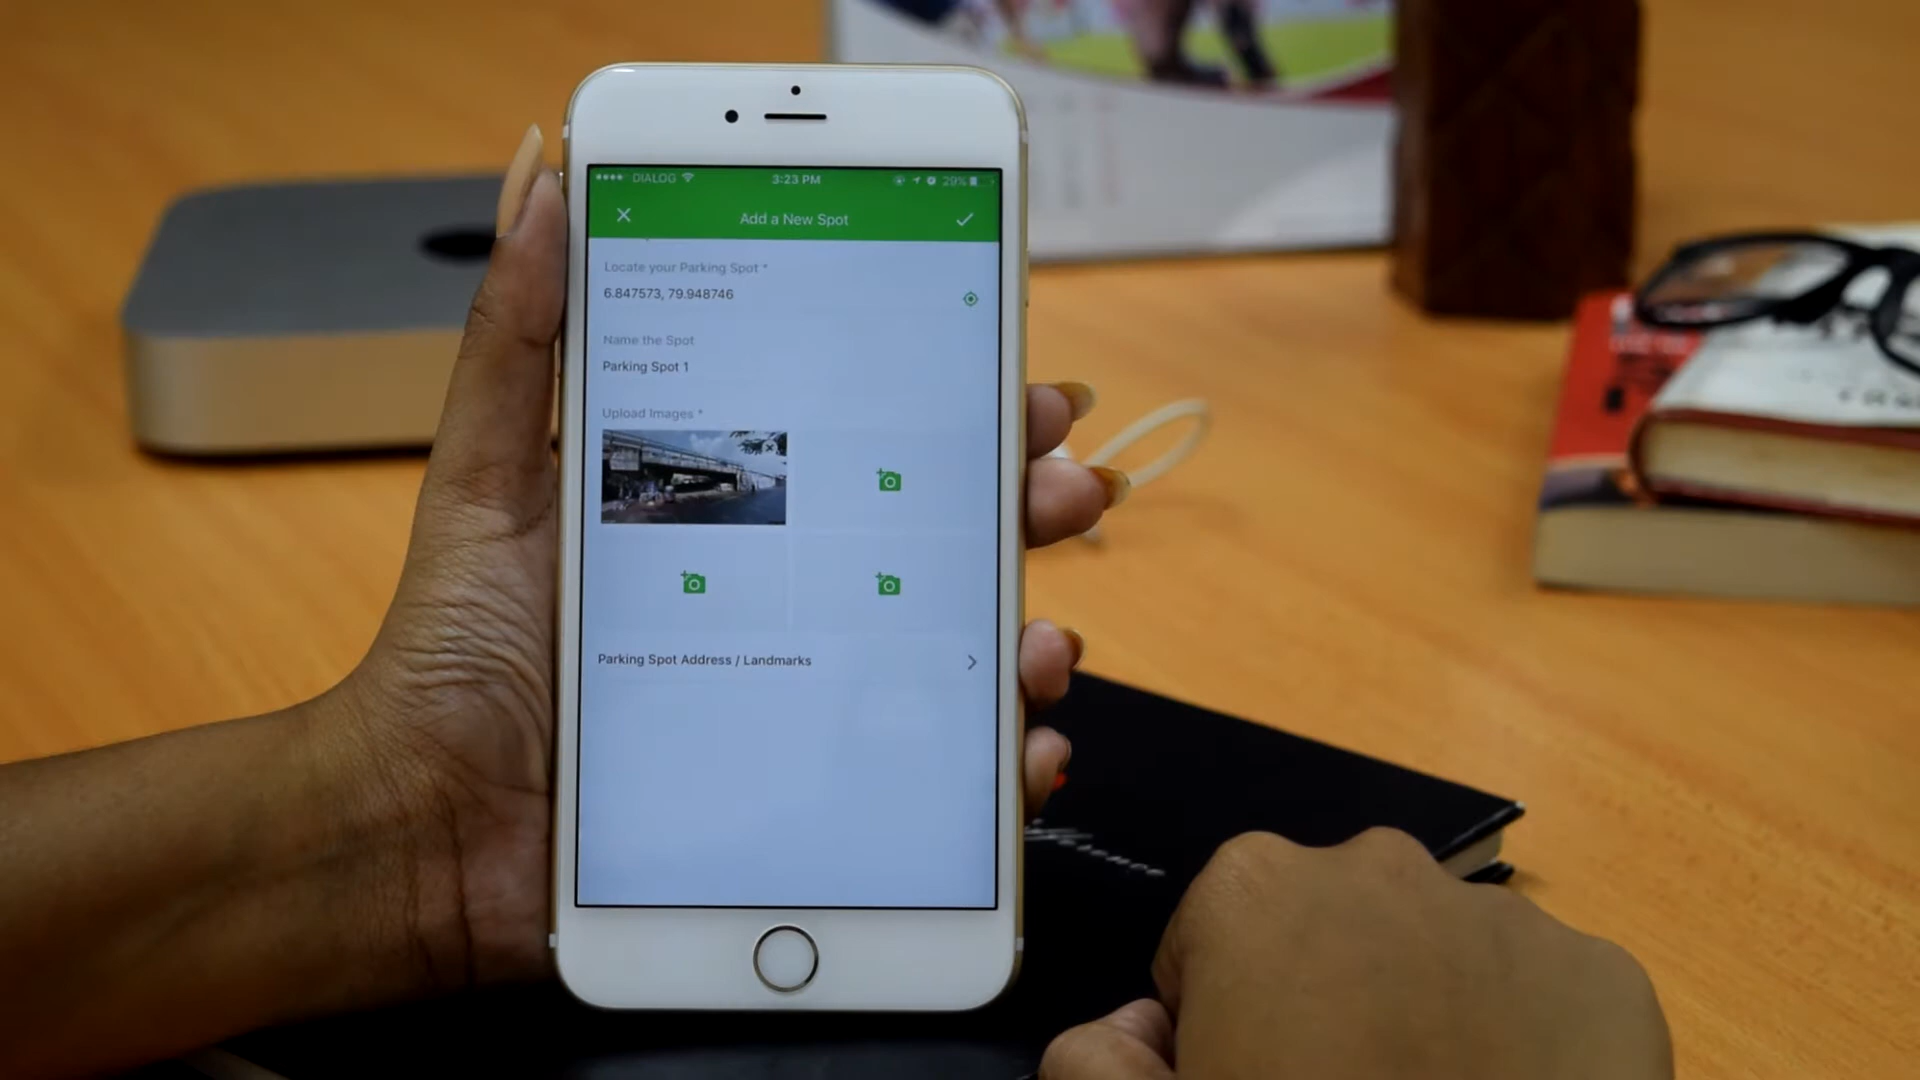 DIALOG 3:23 PM 29%
Add a New Spot
Locate your Parking Spot *
6.847573, 79.948746
Name the Spot
Parking Spot 1
Upload Images *
Parking Spot Address / Landmarks